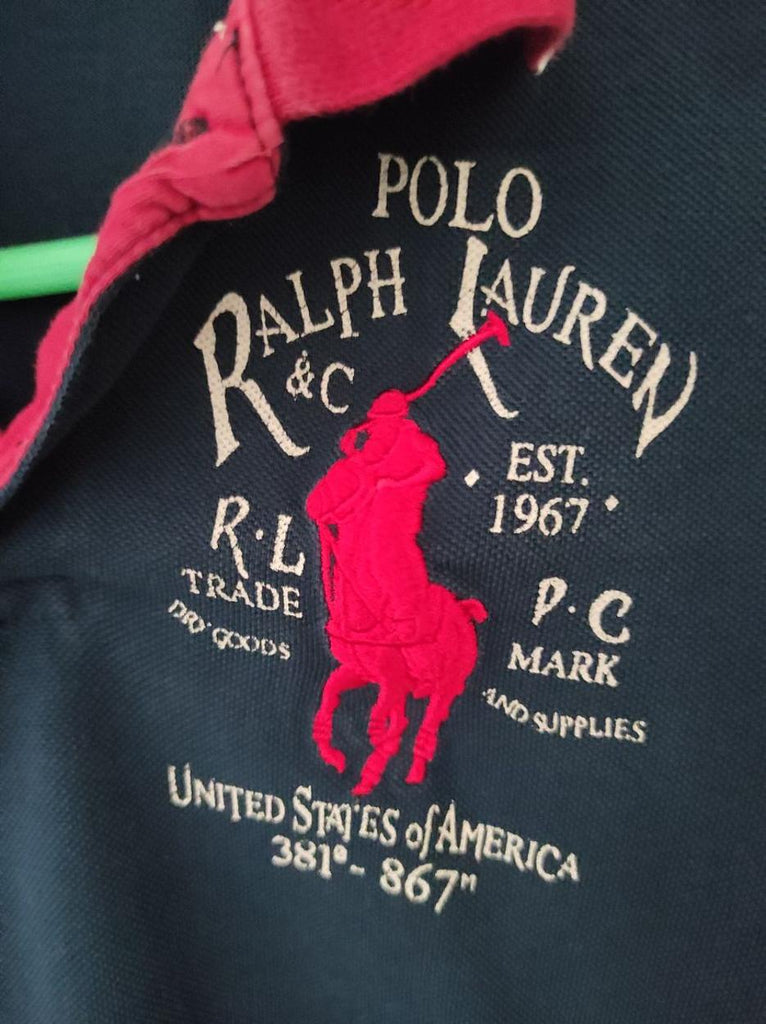 POLO
RALPH LAUREN
& C
EST.
1967
R·L
TRADE
DRY GOODS
P·C
MARK
AND SUPPLIES
UNITED STATES of AMERICA
381°- 867"